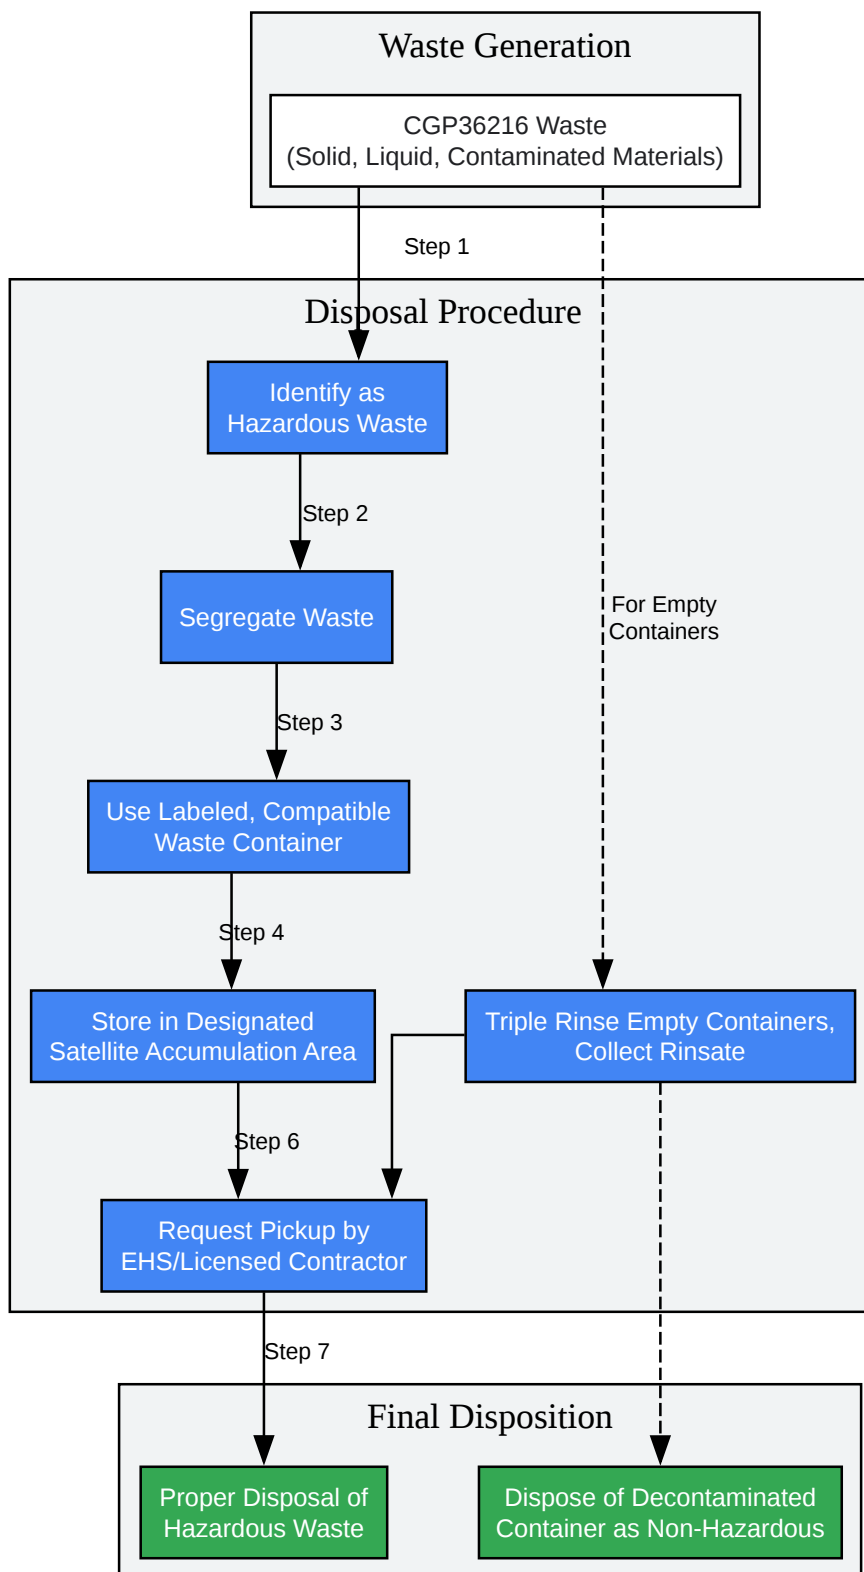 Waste Generation
CGP36216 Waste
(Solid, Liquid, Contaminated Materials)
Step 1
Disposal Procedure
Identify as
Hazardous Waste
Step 2
Segregate Waste
For Empty
Containers
Step 3
Use Labeled, Compatible
Waste Container
Step 4
Store in Designated
Satellite Accumulation Area
Triple Rinse Empty Containers,
Collect Rinsate
Step 6
Request Pickup by
EHS/Licensed Contractor
Step 7
Final Disposition
Proper Disposal of
Hazardous Waste
Dispose of Decontaminated
Container as Non-Hazardous